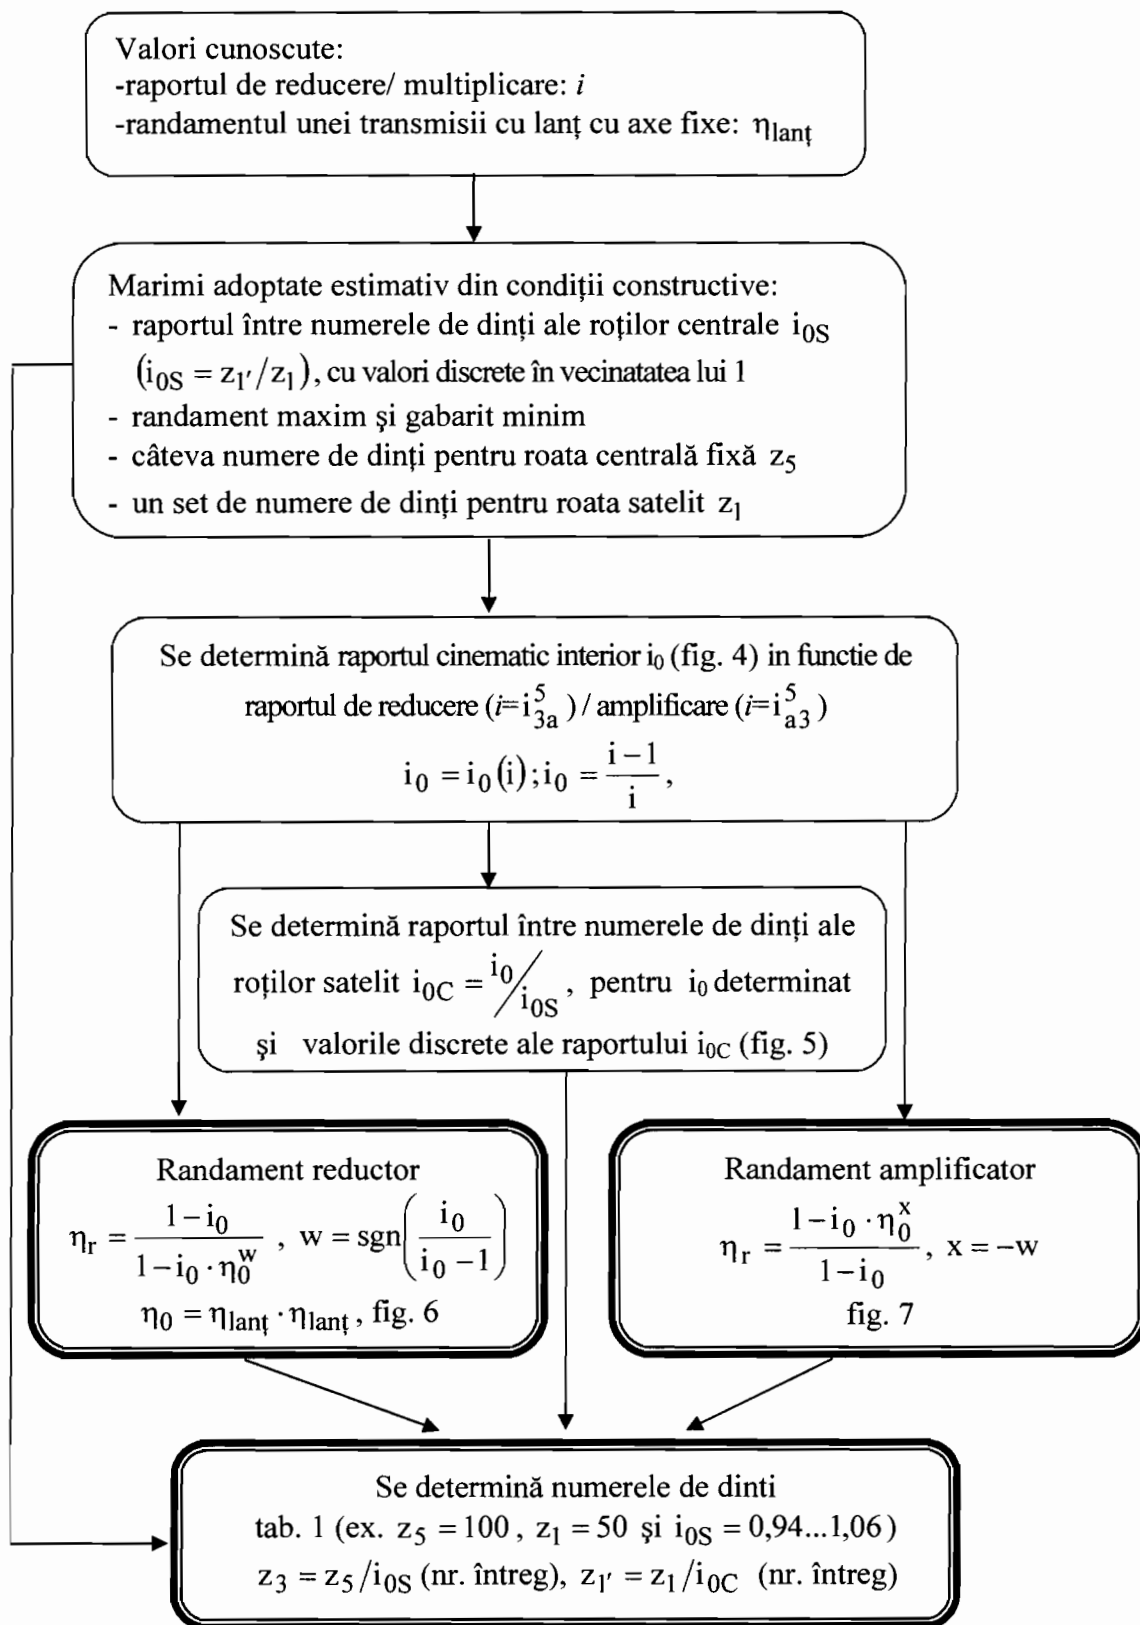 Valori cunoscute:
-raportul de reducere/ multiplicare: i
-randamentul unei transmisii cu lanț cu axe fixe: η_lanț
Marimi adoptate estimativ din condiții constructive:
- raportul între numerele de dinți ale roților centrale i_0S
(i_0S = z_1'/z_1), cu valori discrete în vecinatatea lui 1
- randament maxim şi gabarit minim
- câteva numere de dinți pentru roata centrală fixă z_5
- un set de numere de dinți pentru roata satelit z_1
Se determină raportul cinematic interior i_0 (fig. 4) in functie de
raportul de reducere (i=i_3a^5) / amplificare (i=i_a3^5)
i_0 = i_0(i); i_0 = (i−1)/i ,
Se determină raportul între numerele de dinți ale
roților satelit i_0C = i_0/i_0S , pentru i_0 determinat
şi valorile discrete ale raportului i_0C (fig. 5)
Randament reductor
η_r = (1−i_0)/(1−i_0·η_0^w) , w = sgn(i_0/(i_0−1))
η_0 = η_lanț · η_lanț , fig. 6
Randament amplificator
η_r = (1−i_0·η_0^x)/(1−i_0) , x = −w
fig. 7
Se determină numerele de dinti
tab. 1 (ex. z_5 = 100 , z_1 = 50 şi i_0S = 0,94...1,06)
z_3 = z_5/i_0S (nr. întreg), z_1' = z_1/i_0C (nr. întreg)